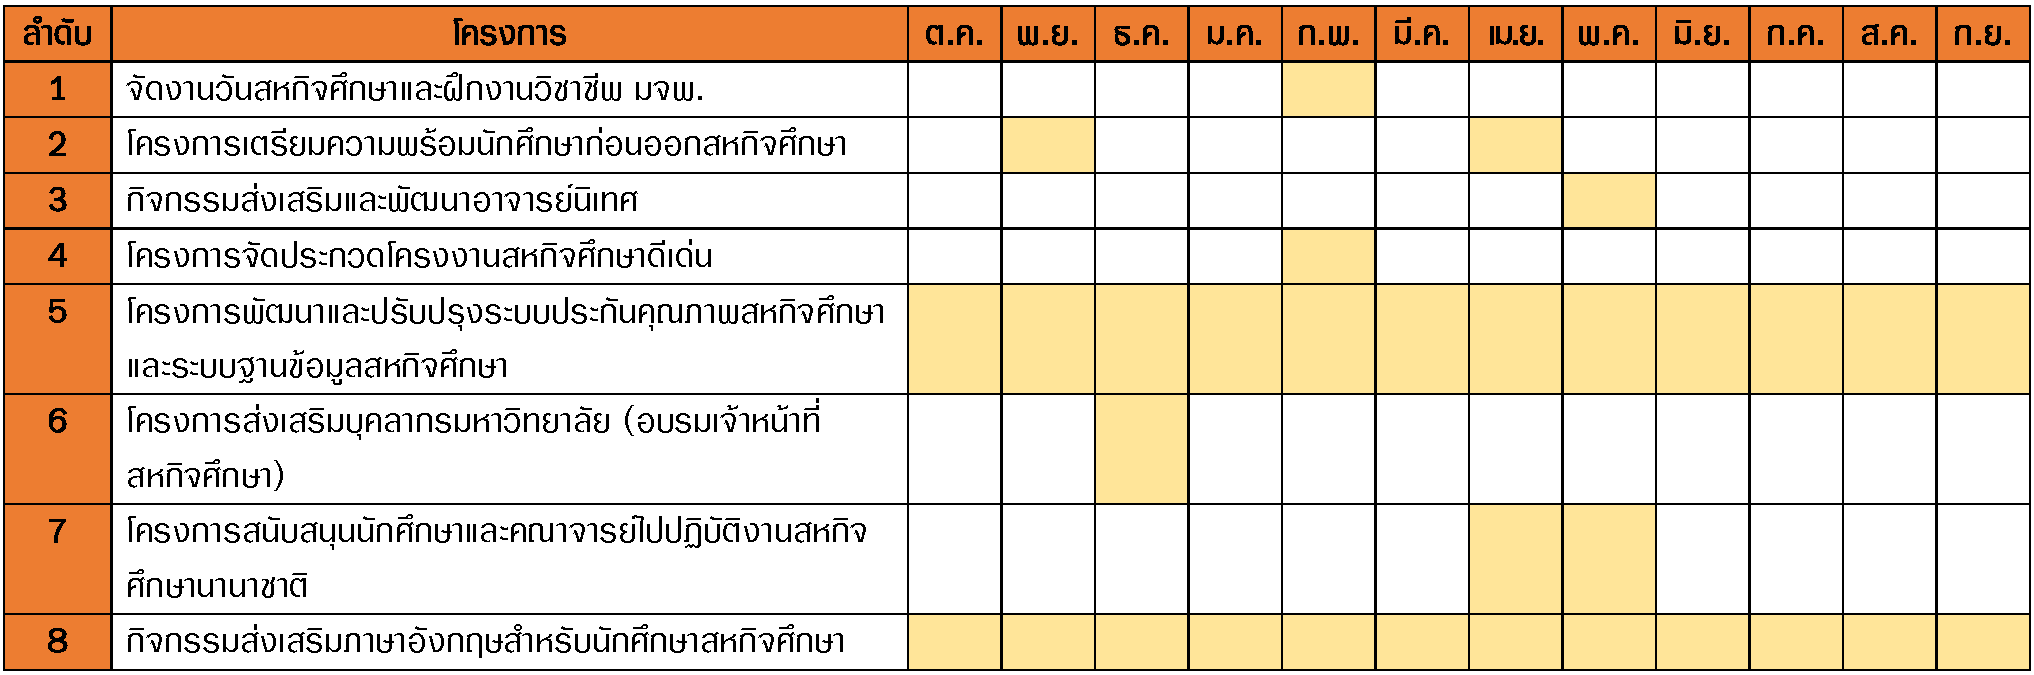 ลำดับ โครงการ ต.ค. พ.ย. ธ.ค. ม.ค. ก.พ. มี.ค. เม.ย. พ.ค. มิ.ย. ก.ค. ส.ค. ก.ย.
1 จัดงานวันสหกิจศึกษาและฝึกงานวิชาชีพ มจพ.
2 โครงการเตรียมความพร้อมนักศึกษาก่อนออกสหกิจศึกษา
3 กิจกรรมส่งเสริมและพัฒนาอาจารย์นิเทศ
4 โครงการจัดประกวดโครงงานสหกิจศึกษาดีเด่น
5 โครงการพัฒนาและปรับปรุงระบบประกันคุณภาพสหกิจศึกษา
และระบบฐานข้อมูลสหกิจศึกษา
6 โครงการส่งเสริมบุคลากรมหาวิทยาลัย (อบรมเจ้าหน้าที่
สหกิจศึกษา)
7 โครงการสนับสนุนนักศึกษาและคณาจารย์ไปปฏิบัติงานสหกิจ
ศึกษานานาชาติ
8 กิจกรรมส่งเสริมภาษาอังกฤษสำหรับนักศึกษาสหกิจศึกษา